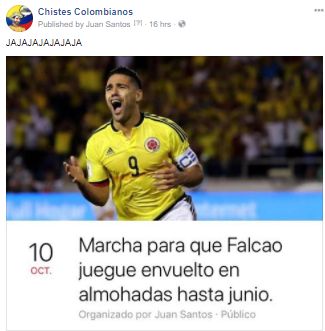 Chistes Colombianos
Published by Juan Santos [?] · 16 hrs ·
JAJAJAJAJAJAJA
9
10
OCT.
Marcha para que Falcao
juegue envuelto en
almohadas hasta junio.
Organizado por Juan Santos · Público